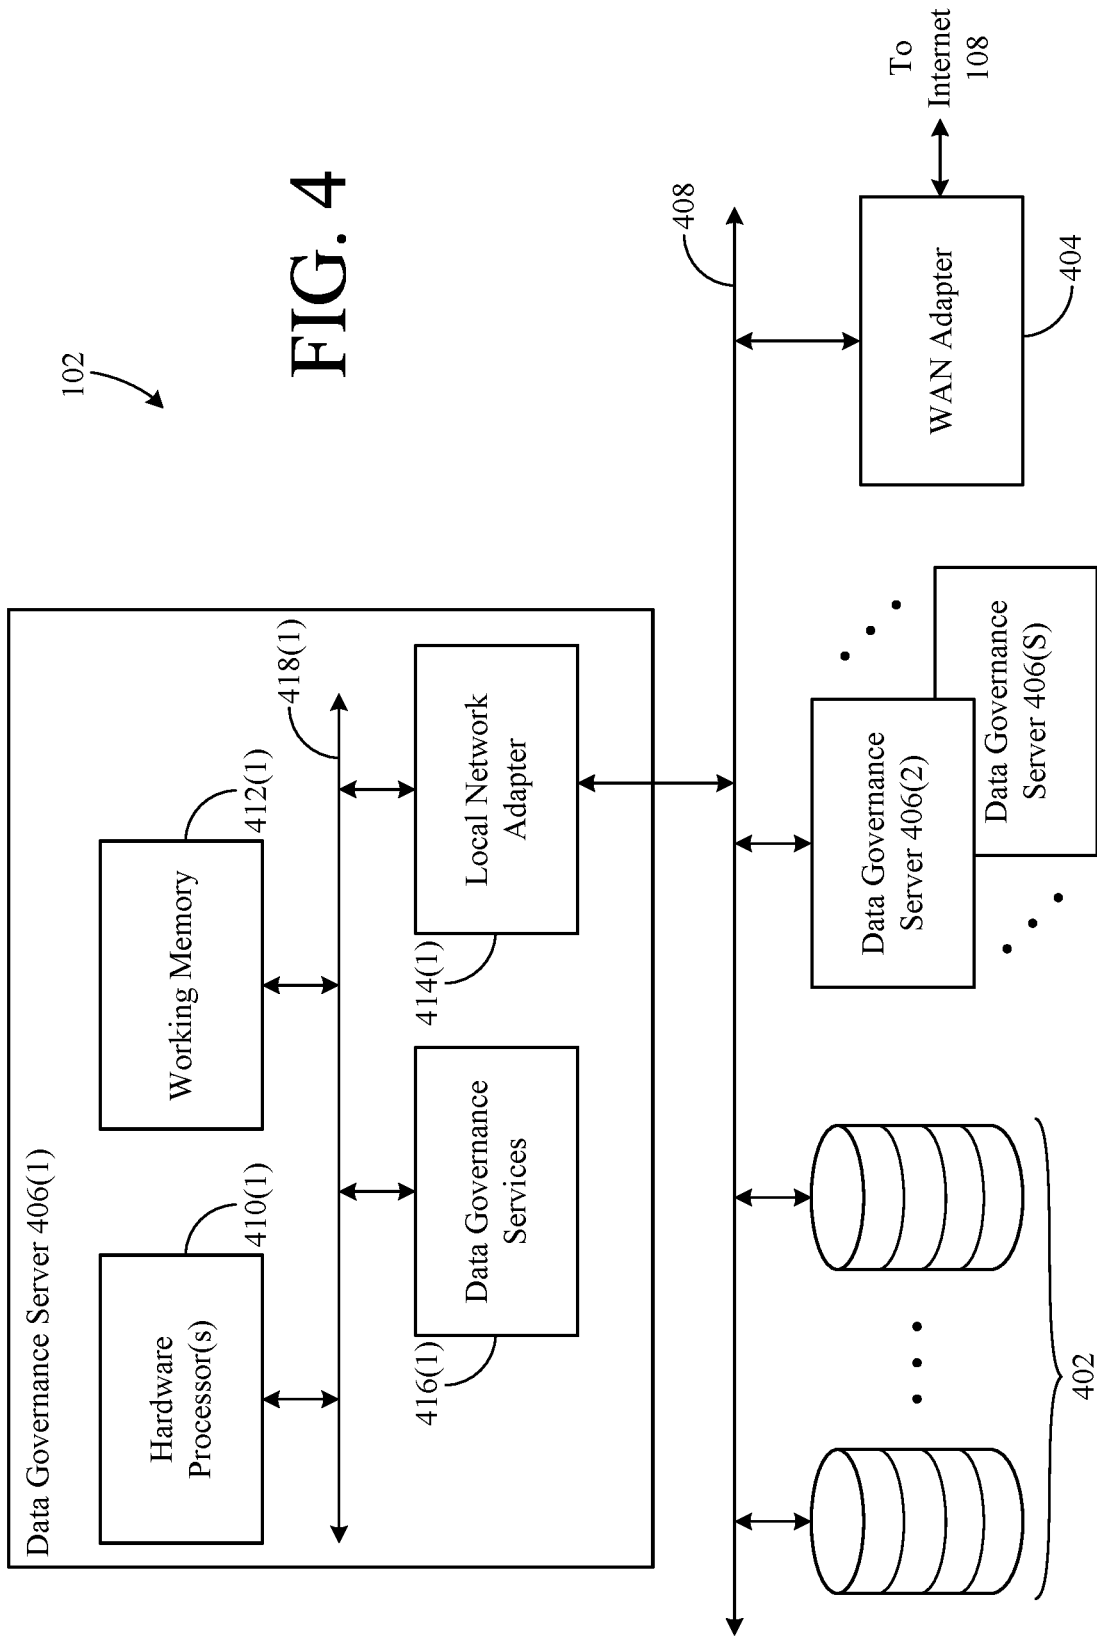 Data Governance Server 406(1)
Hardware
Processor(s)
410(1)
Working Memory
412(1)
418(1)
416(1)
Data Governance
Services
414(1)
Local Network
Adapter
102
FIG. 4
408
402
Data Governance
Server 406(2)
Data Governance
Server 406(S)
WAN Adapter
404
To
Internet
108